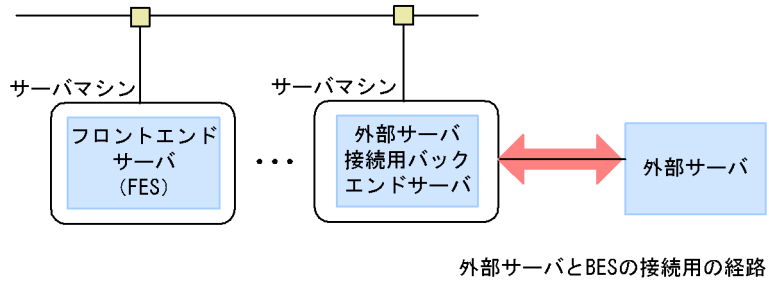 サーバマシン
フロントエンド
サーバ
(FES)
…
サーバマシン
外部サーバ
接続用バック
エンドサーバ
外部サーバ
外部サーバとBESの接続用の経路